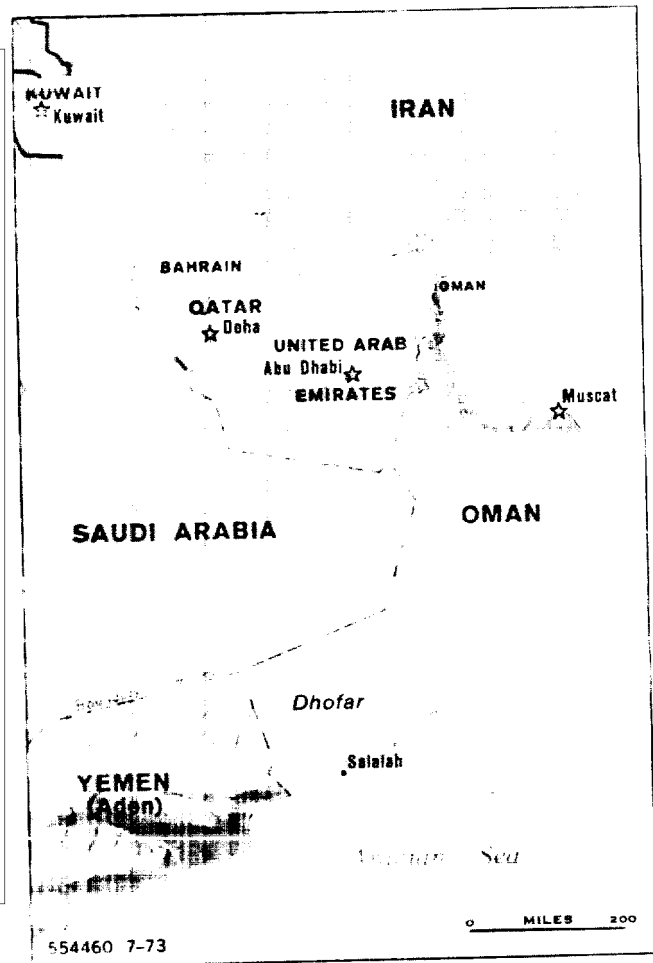 KUWAIT
Kuwait
IRAN
BAHRAIN
QATAR
Doha
OMAN
UNITED ARAB
Abu Dhabi
EMIRATES
Muscat
SAUDI ARABIA
OMAN
Dhofar
Salalah
YEMEN
(Aden)
Arabian Sea
0 MILES 200
554460 7-73